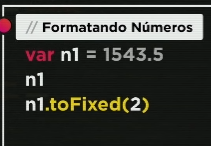 // Formatando Números
var n1 = 1543.5
n1
n1.toFixed(2)